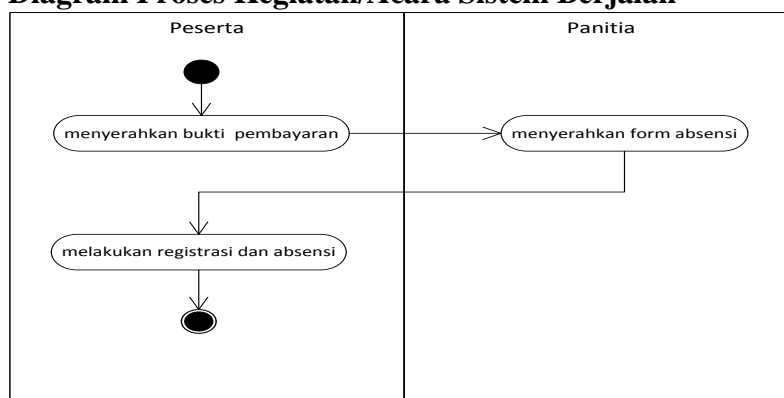 Diagram Proses Kegiatan/Acara Sistem Berjalan
Peserta
Panitia
menyerahkan bukti pembayaran
menyerahkan form absensi
melakukan registrasi dan absensi